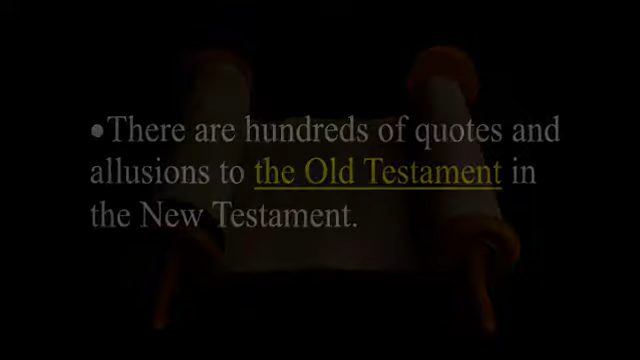 •There are hundreds of quotes and
allusions to the Old Testament in
the New Testament.